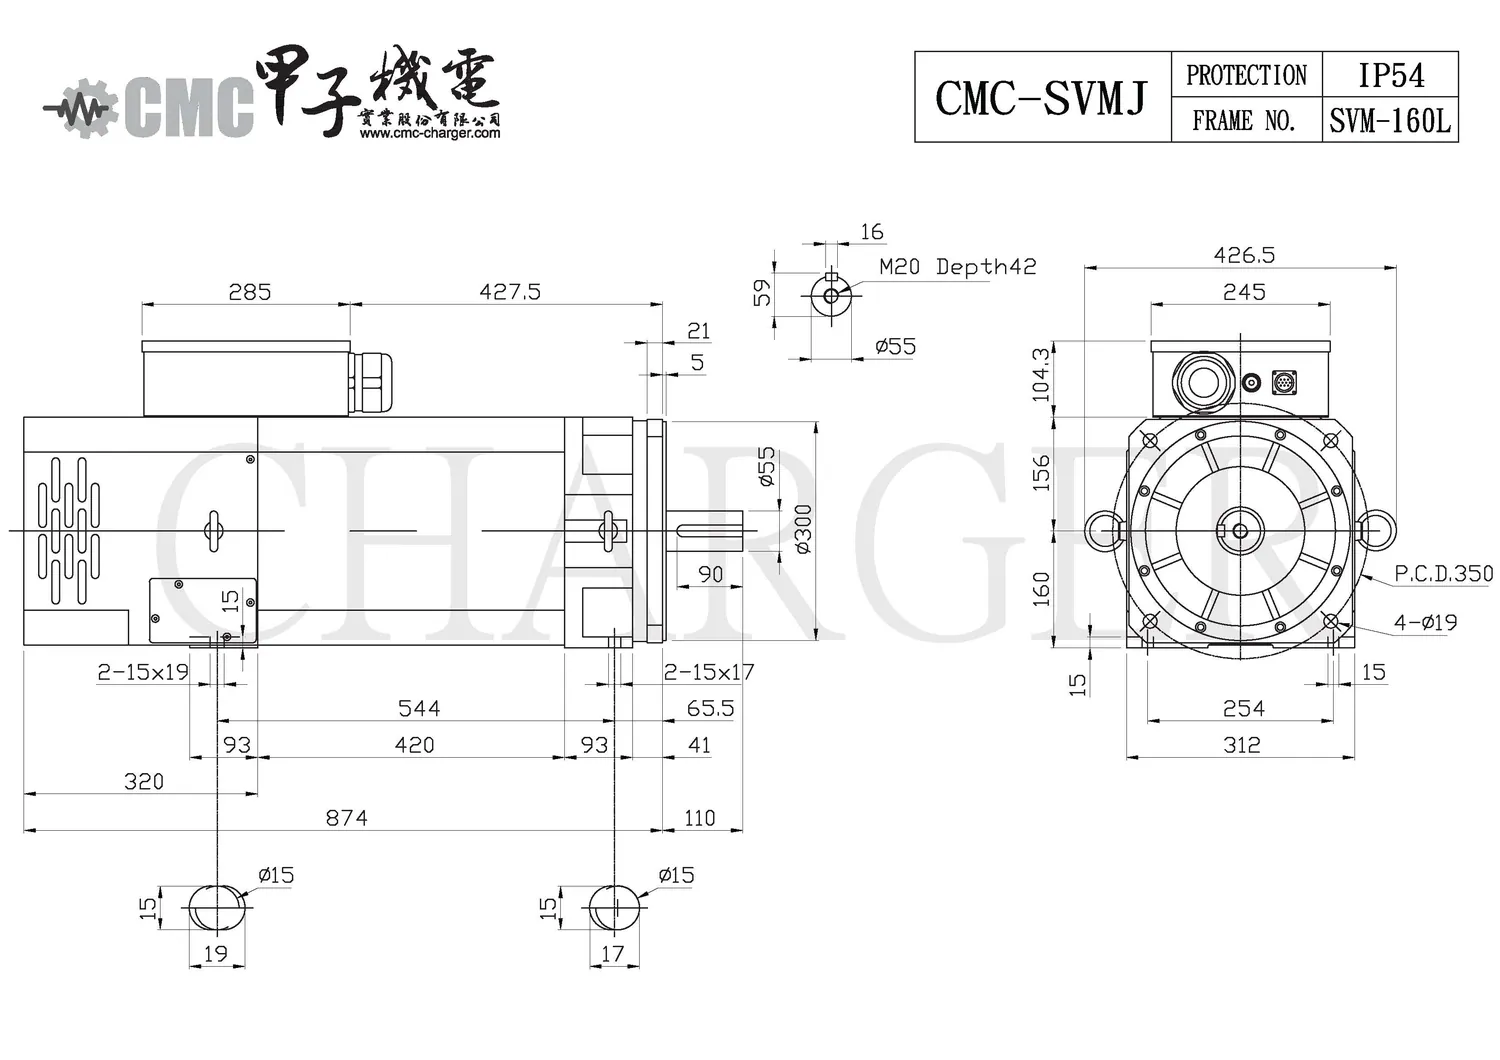 CMC 甲子機電
實業股份有限公司
www.cmc-charger.com
CMC-SVMJ
PROTECTION
IP54
FRAME NO.
SVM-160L
16
M20 Depth42
59
Ø55
285
427.5
21
5
426.5
245
104.3
156
160
Ø55
Ø300
90
15
CHARGER
P.C.D.350
4-Ø19
2-15x19
2-15x17
15
15
544
65.5
254
93
420
93
41
312
320
874
110
Ø15
15
19
Ø15
15
17